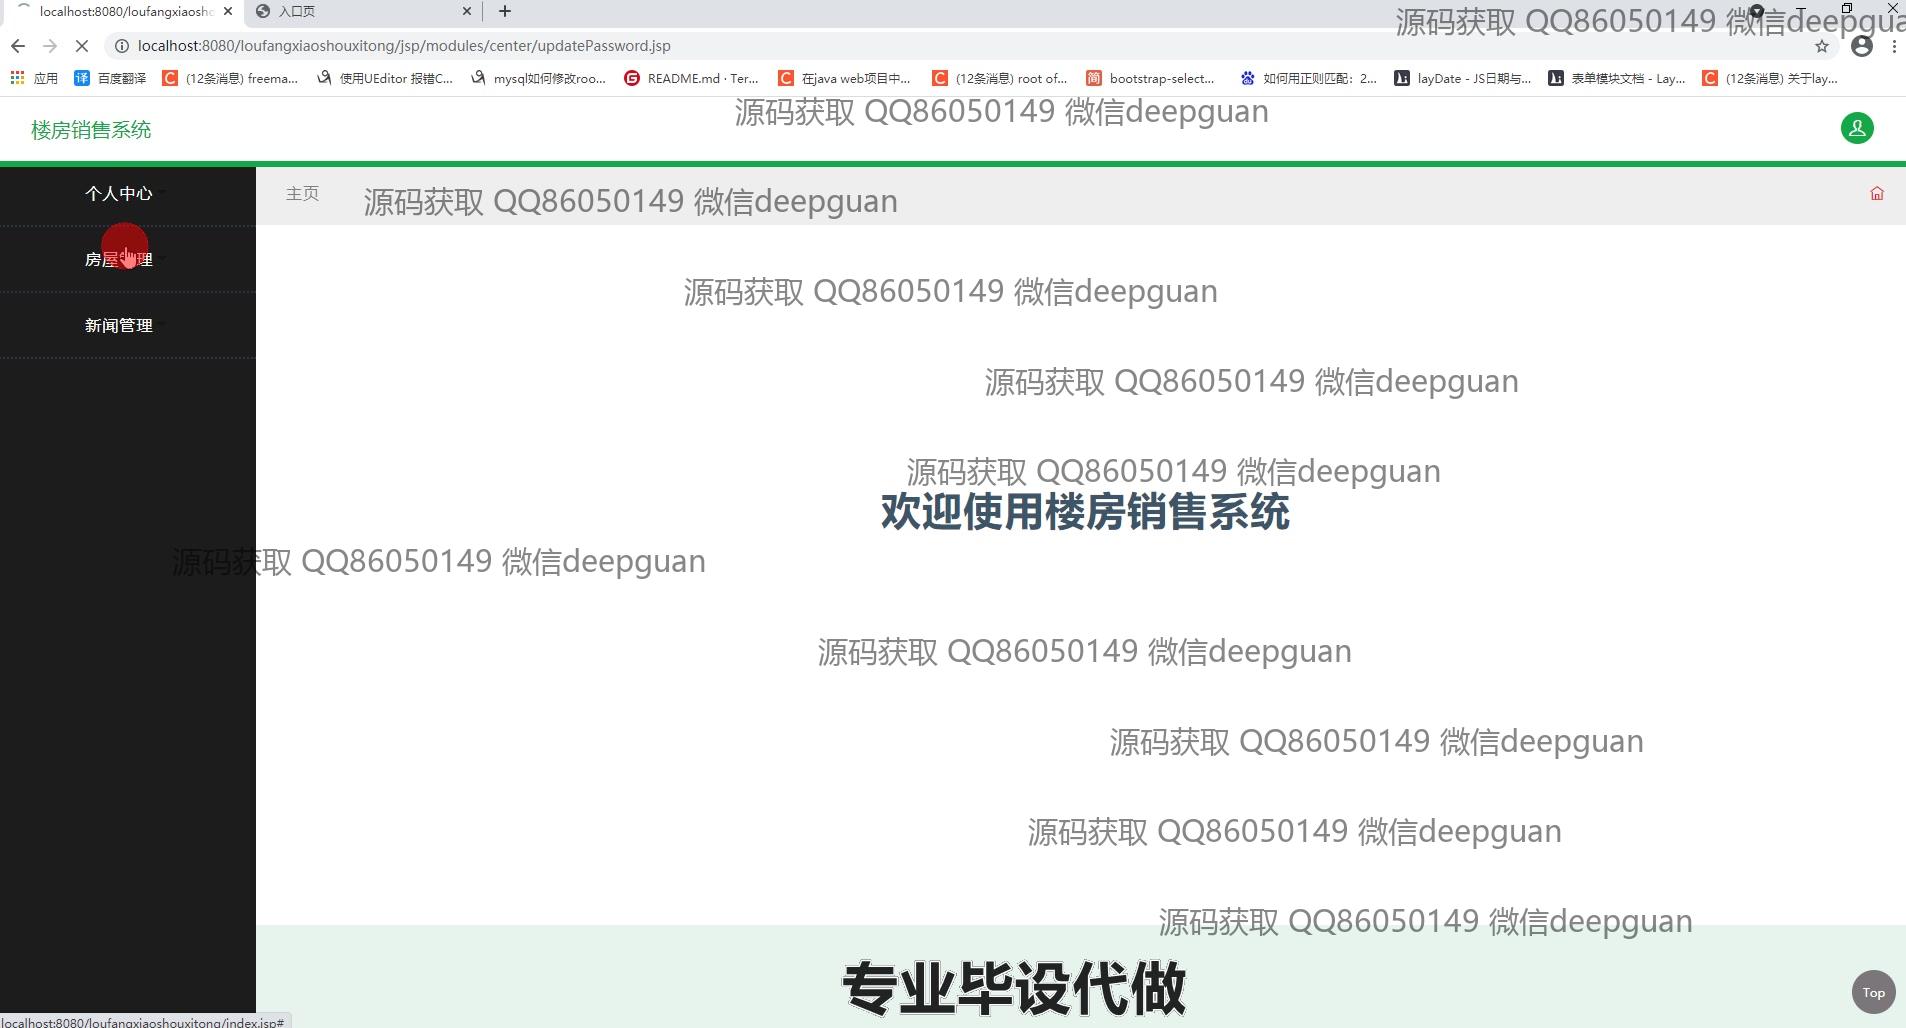 localhost:8080/loufangxiaosho
入口页
源码获取 QQ86050149 微信deepgua
localhost:8080/loufangxiaoshouxitong/jsp/modules/center/updatePassword.jsp
应用
百度翻译
(12条消息) freema...
使用UEditor 报错C...
mysql如何修改roo...
README.md · Ter...
在java web项目中...
(12条消息) root of...
bootstrap-select...
如何用正则匹配：2...
layDate - JS日期与...
表单模块文档 - Lay...
(12条消息) 关于lay...
源码获取 QQ86050149 微信deepguan
楼房销售系统
个人中心
主页
源码获取 QQ86050149 微信deepguan
房屋管理
源码获取 QQ86050149 微信deepguan
新闻管理
源码获取 QQ86050149 微信deepguan
源码获取 QQ86050149 微信deepguan
欢迎使用楼房销售系统
源码获取 QQ86050149 微信deepguan
源码获取 QQ86050149 微信deepguan
源码获取 QQ86050149 微信deepguan
源码获取 QQ86050149 微信deepguan
源码获取 QQ86050149 微信deepguan
专业毕设代做
Top
localhost:8080/loufangxiaoshouxitong/index.jsp#